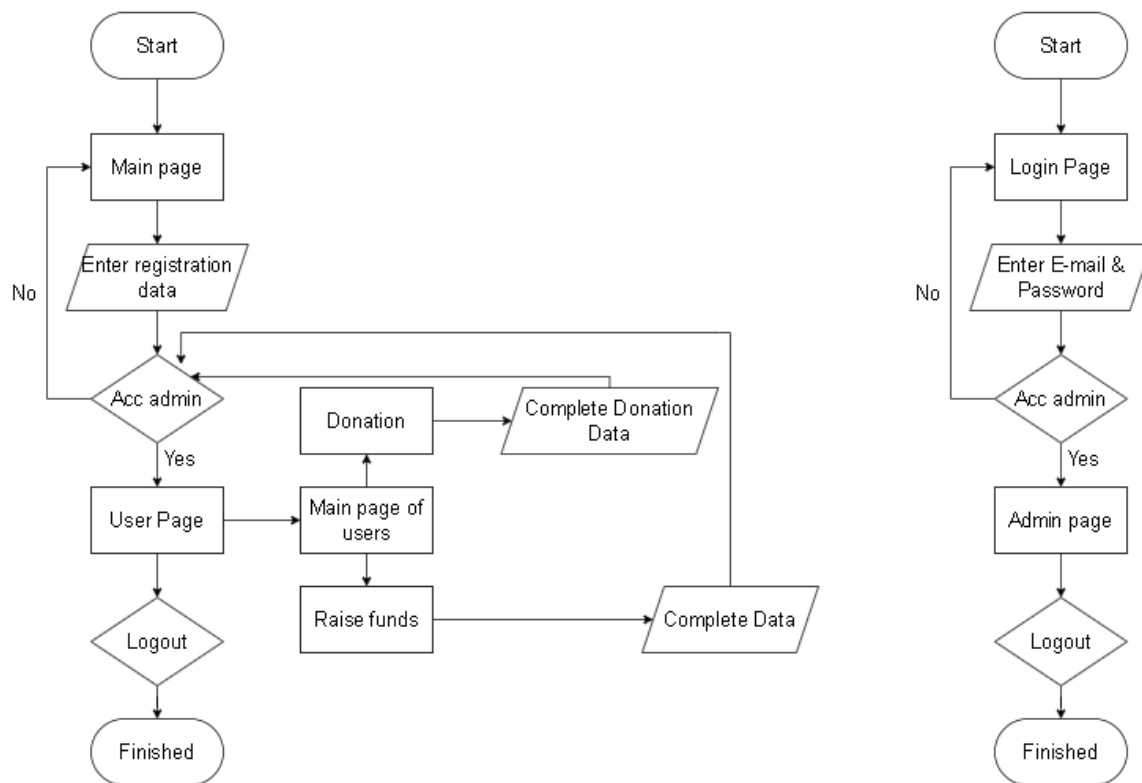 Start
Main page
Enter registration
data
No
Acc admin
Yes
User Page
Logout
Finished
Donation
Complete Donation
Data
Main page of
users
Raise funds
Complete Data
Start
Login Page
Enter E-mail &
Password
No
Acc admin
Yes
Admin page
Logout
Finished